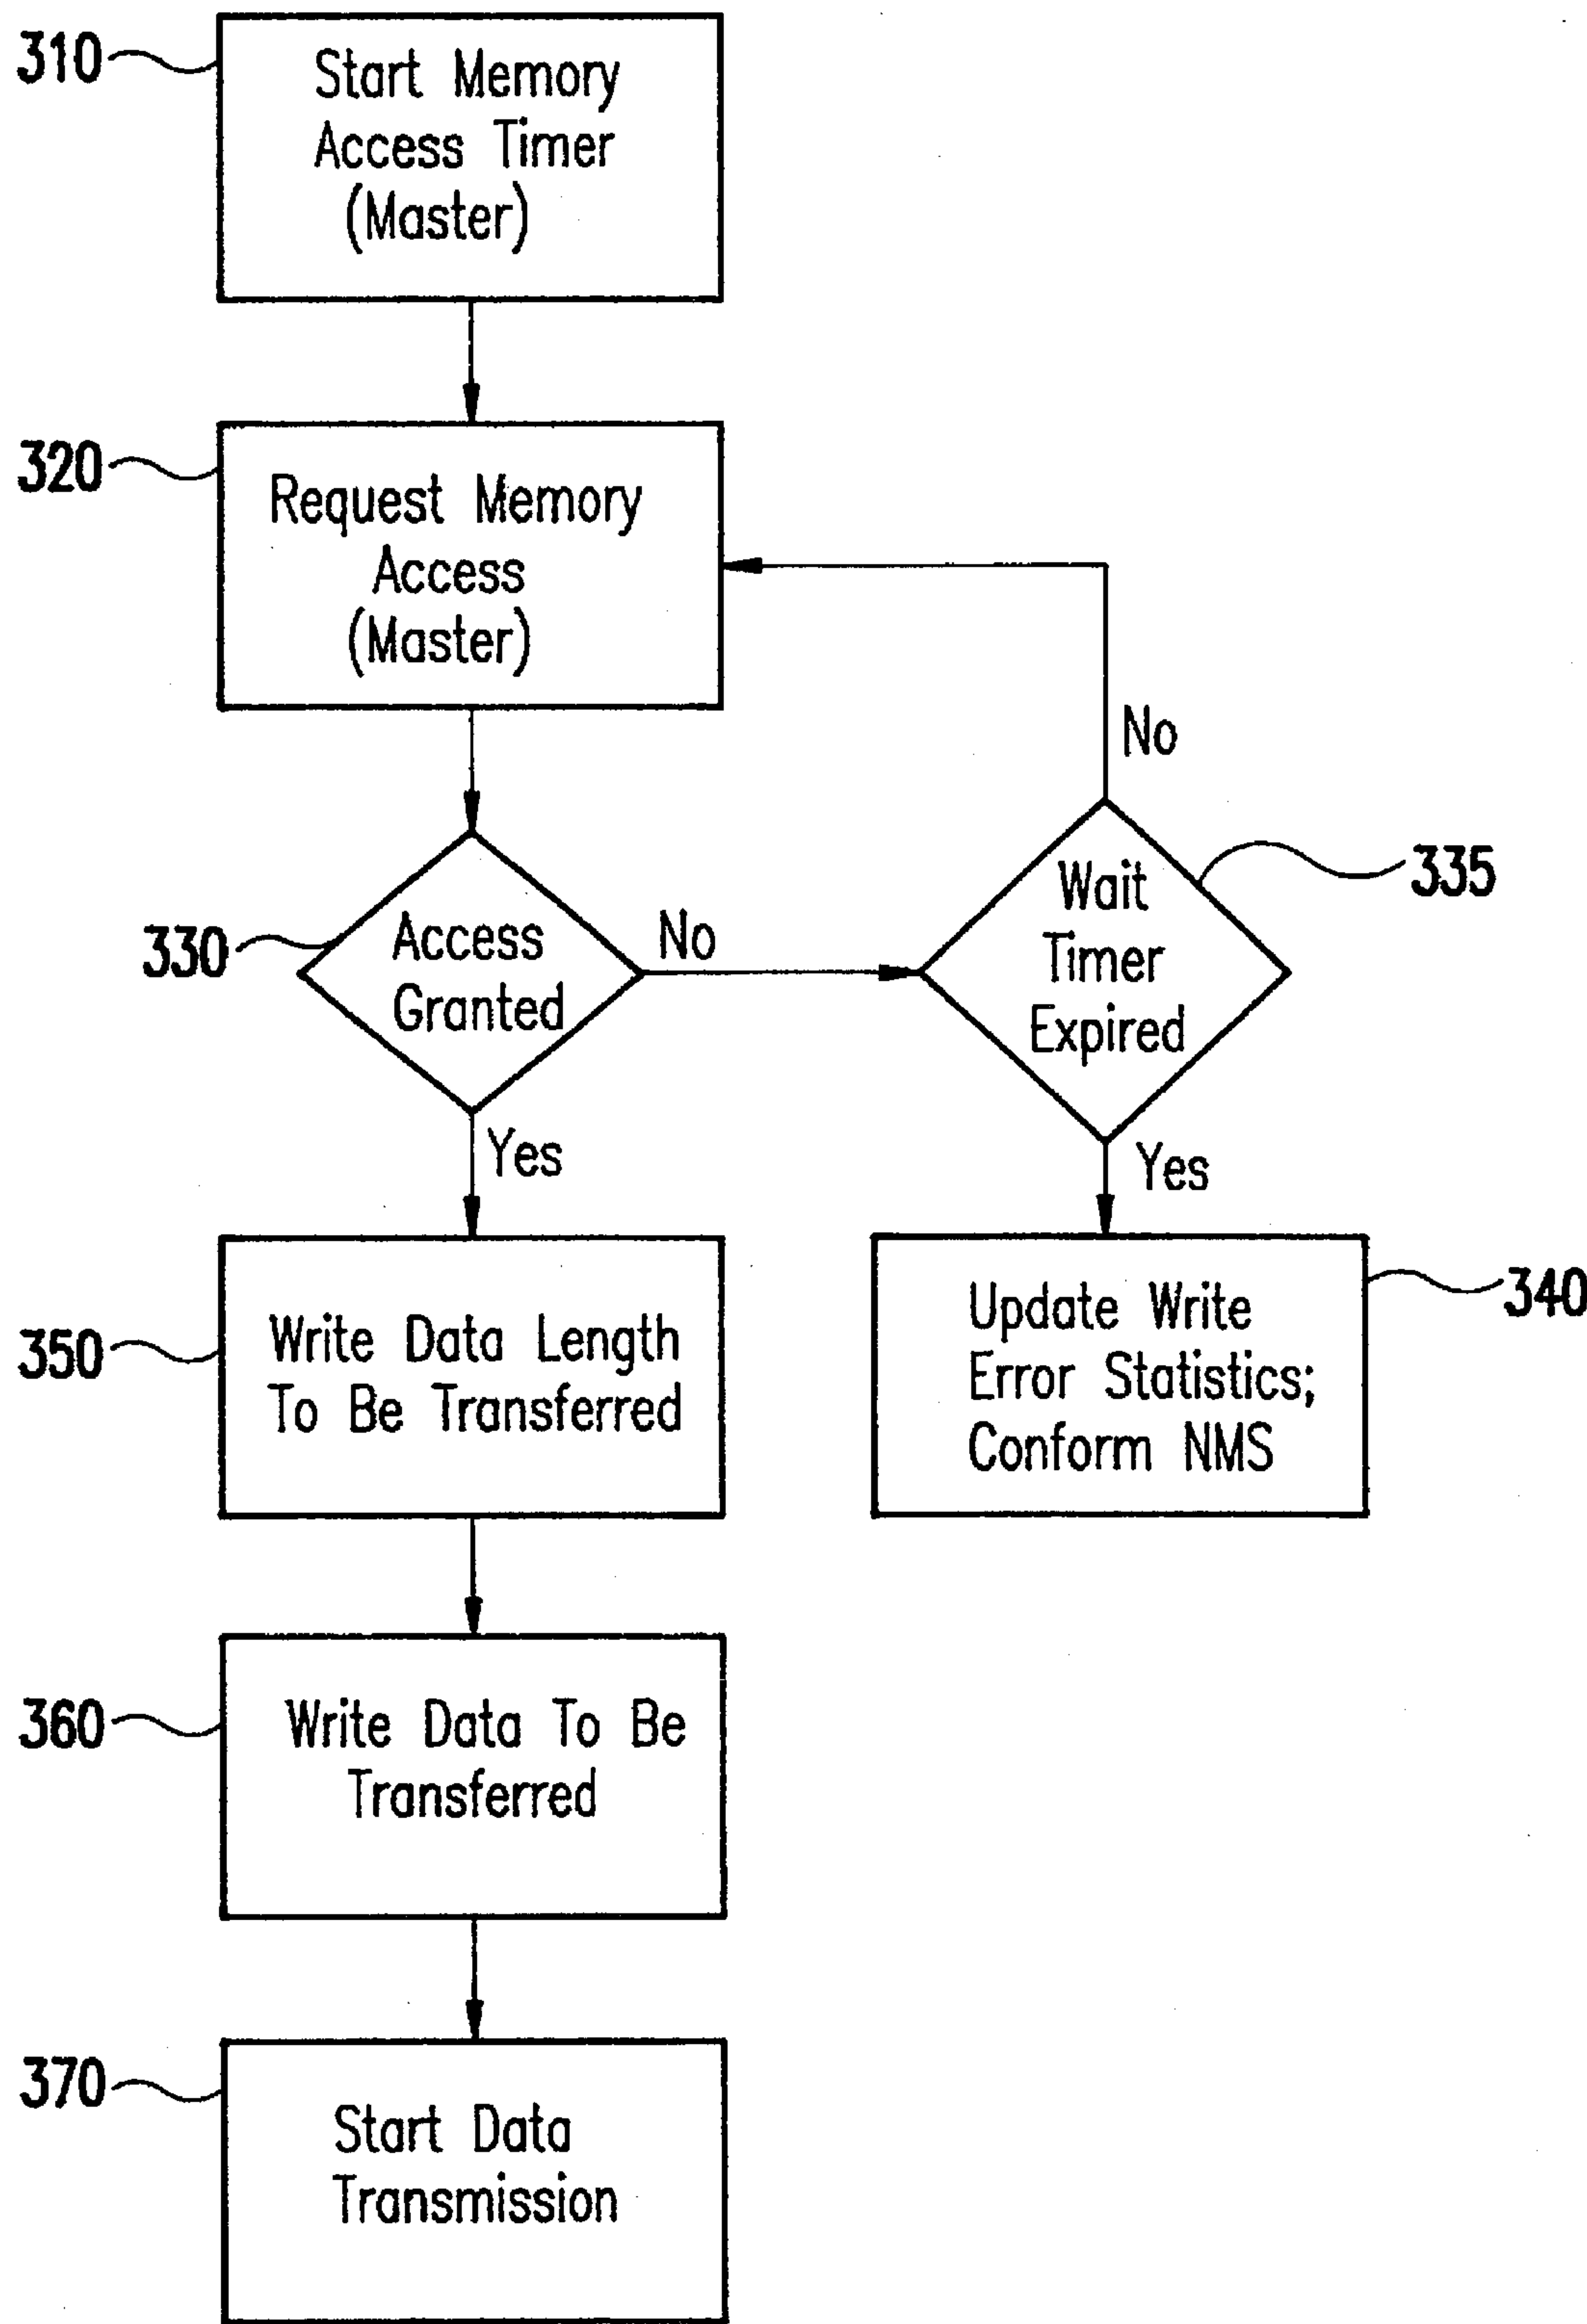 310
Start Memory
Access Timer
(Master)
320
Request Memory
Access
(Master)
No
330
Access
Granted
No
Wait
Timer
Expired
335
Yes
Yes
350
Write Data Length
To Be Transferred
Update Write
Error Statistics;
Conform NMS
340
360
Write Data To Be
Transferred
370
Start Data
Transmission